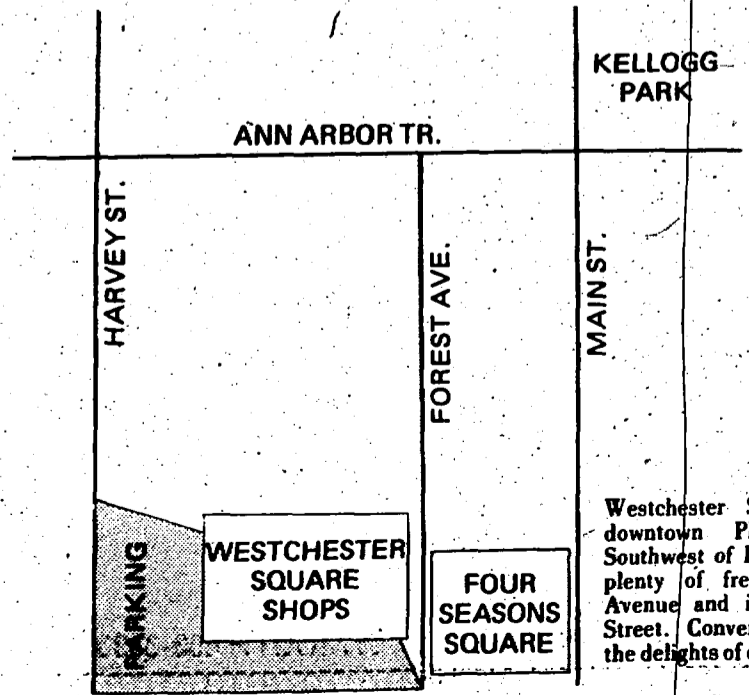 KELLOGG
PARK
ANN ARBOR TR.
HARVEY ST.
FOREST AVE.
MAIN ST.
PARKING
WESTCHESTER
SQUARE
SHOPS
FOUR
SEASONS
SQUARE
Westchester
downtown
Southwest of
plenty of
Avenue and
Street.
the delights of